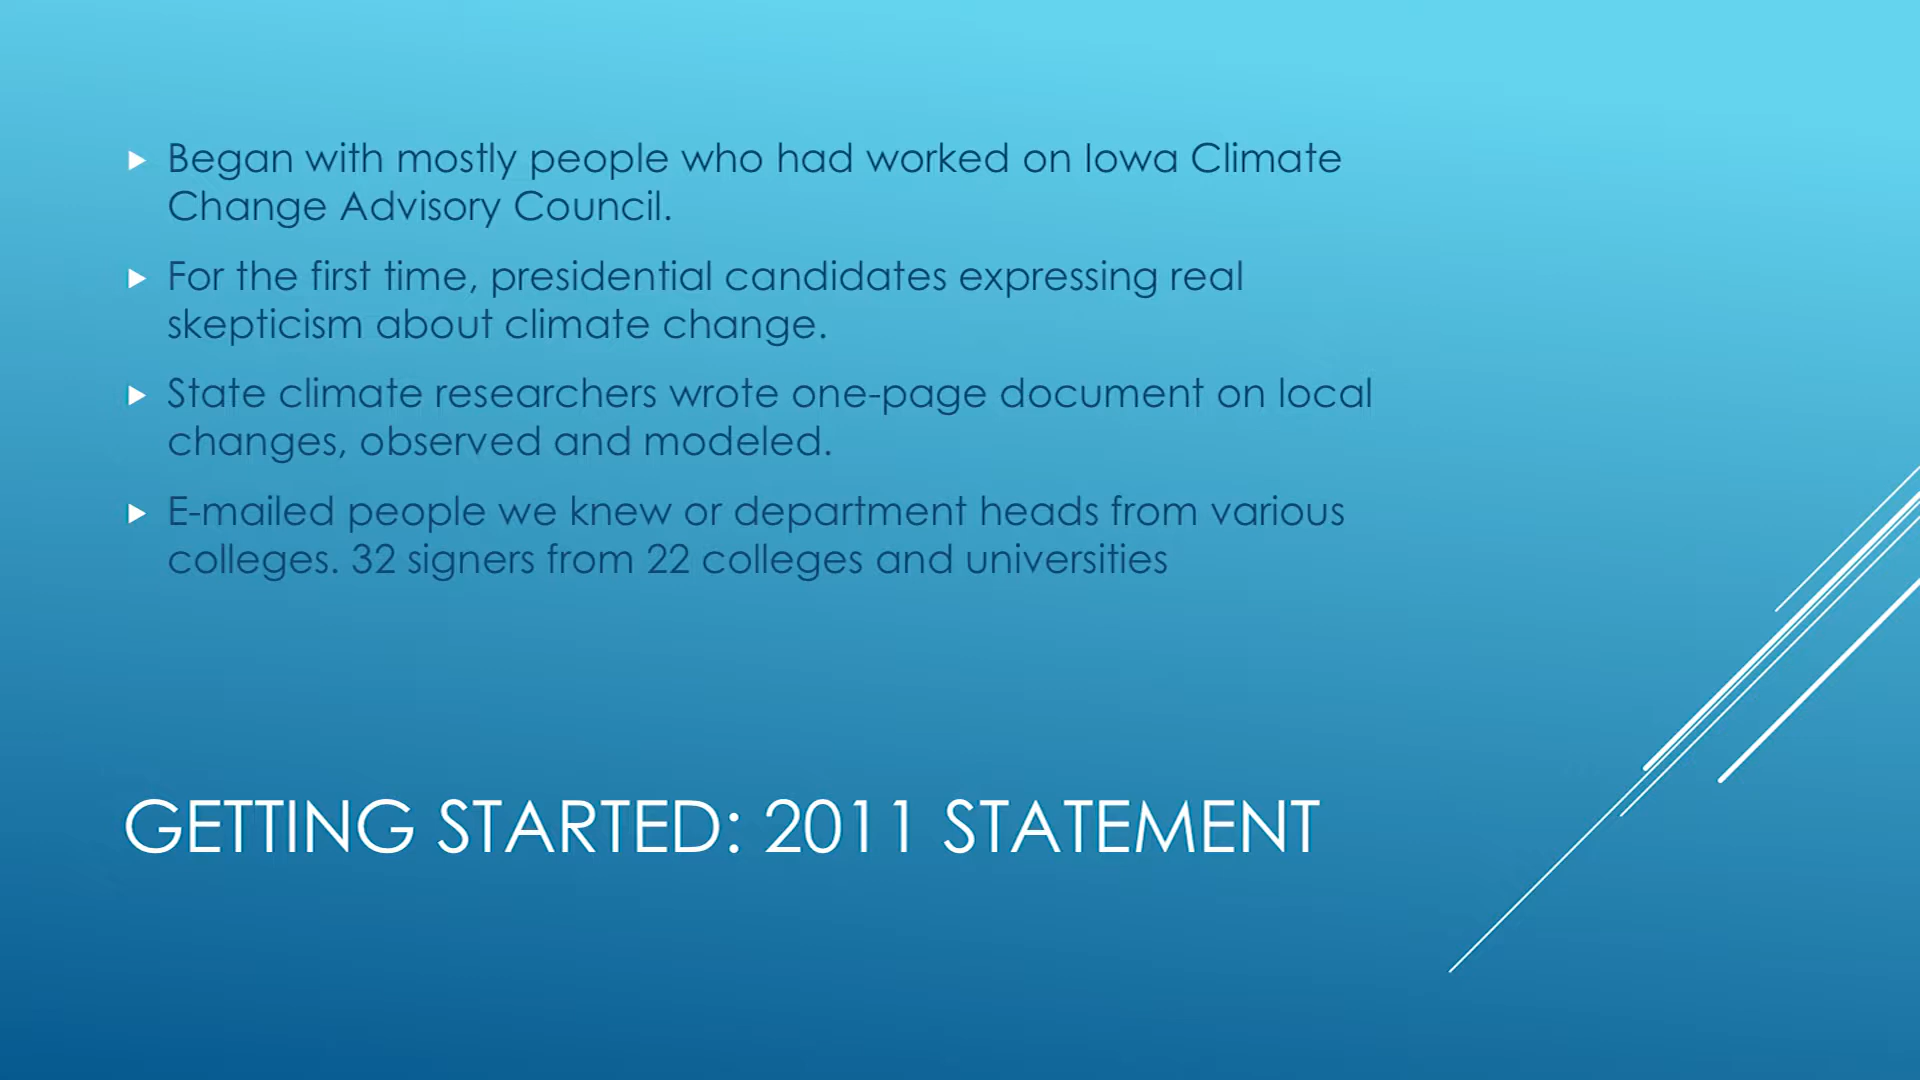 Began with mostly people who had worked on Iowa Climate
Change Advisory Council.
For the first time, presidential candidates expressing real
skepticism about climate change.
State climate researchers wrote one-page document on local
changes, observed and modeled.
E-mailed people we knew or department heads from various
colleges. 32 signers from 22 colleges and universities
GETTING STARTED: 2011 STATEMENT